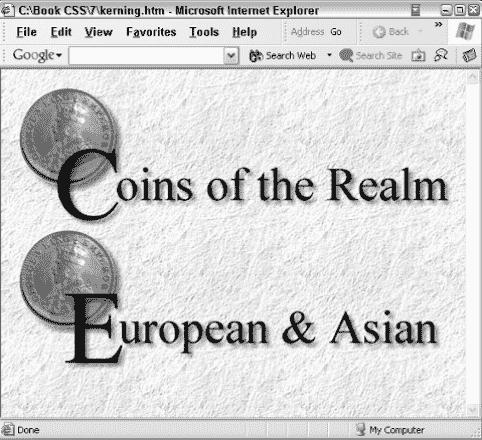 C:\Book CSS\7\kerning.htm - Microsoft Internet Explorer
File Edit View Favorites Tools Help Address Go Back »
Google Search Web Search Site
Coins of the Realm
European & Asian
Done My Computer